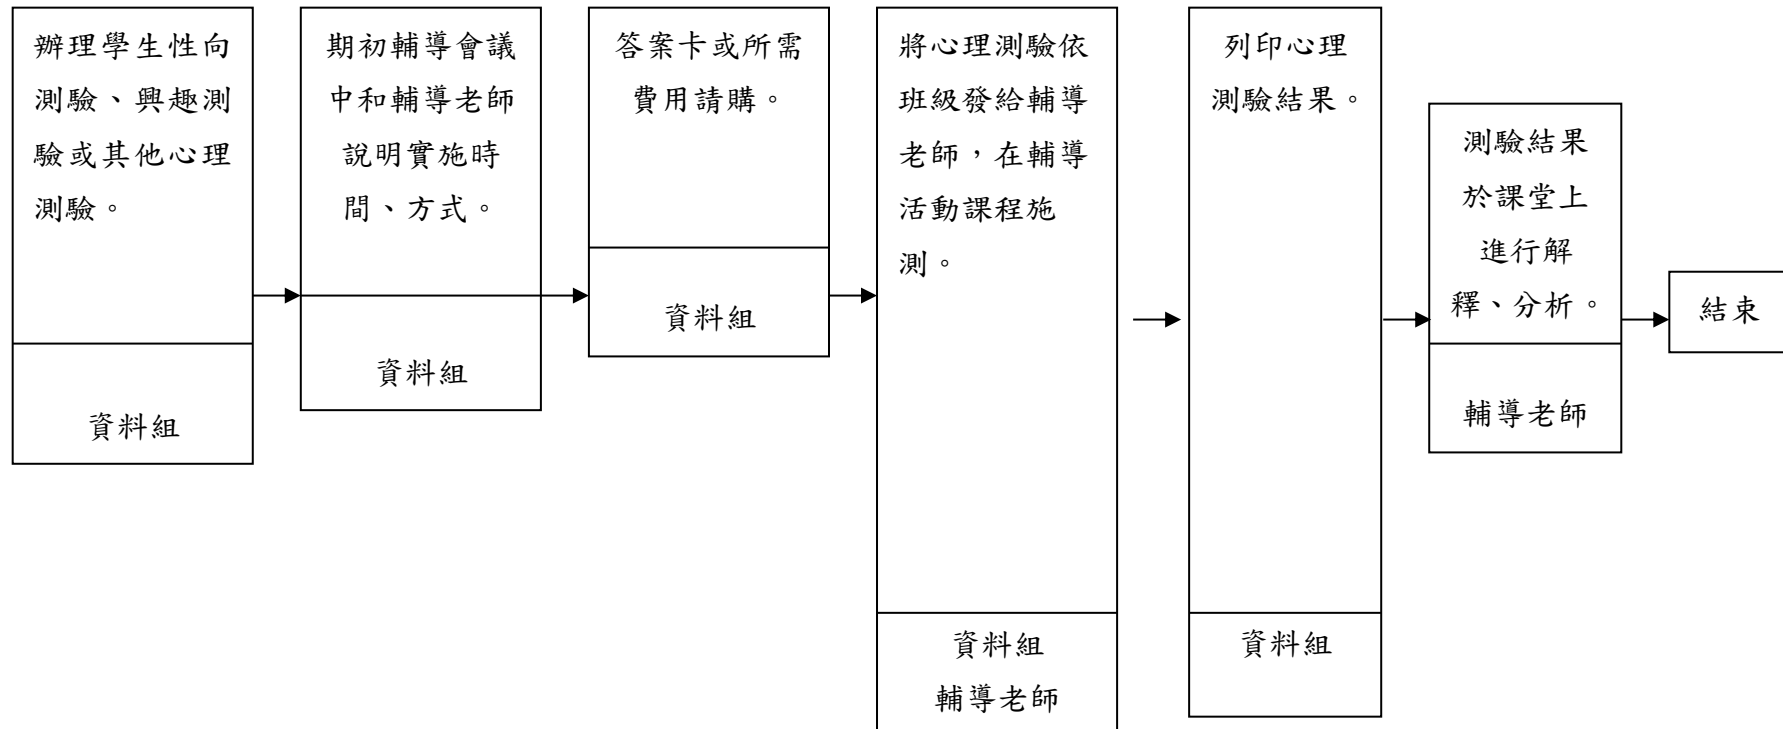 辦理學生性向
測驗、興趣測
驗或其他心理
測驗。
資料組
期初輔導會議
中和輔導老師
說明實施時
間、方式。
資料組
答案卡或所需
費用請購。
資料組
將心理測驗依
班級發給輔導
老師，在輔導
活動課程施
測。
資料組
輔導老師
列印心理
測驗結果。
資料組
測驗結果
於課堂上
進行解
釋、分析。
輔導老師
結束